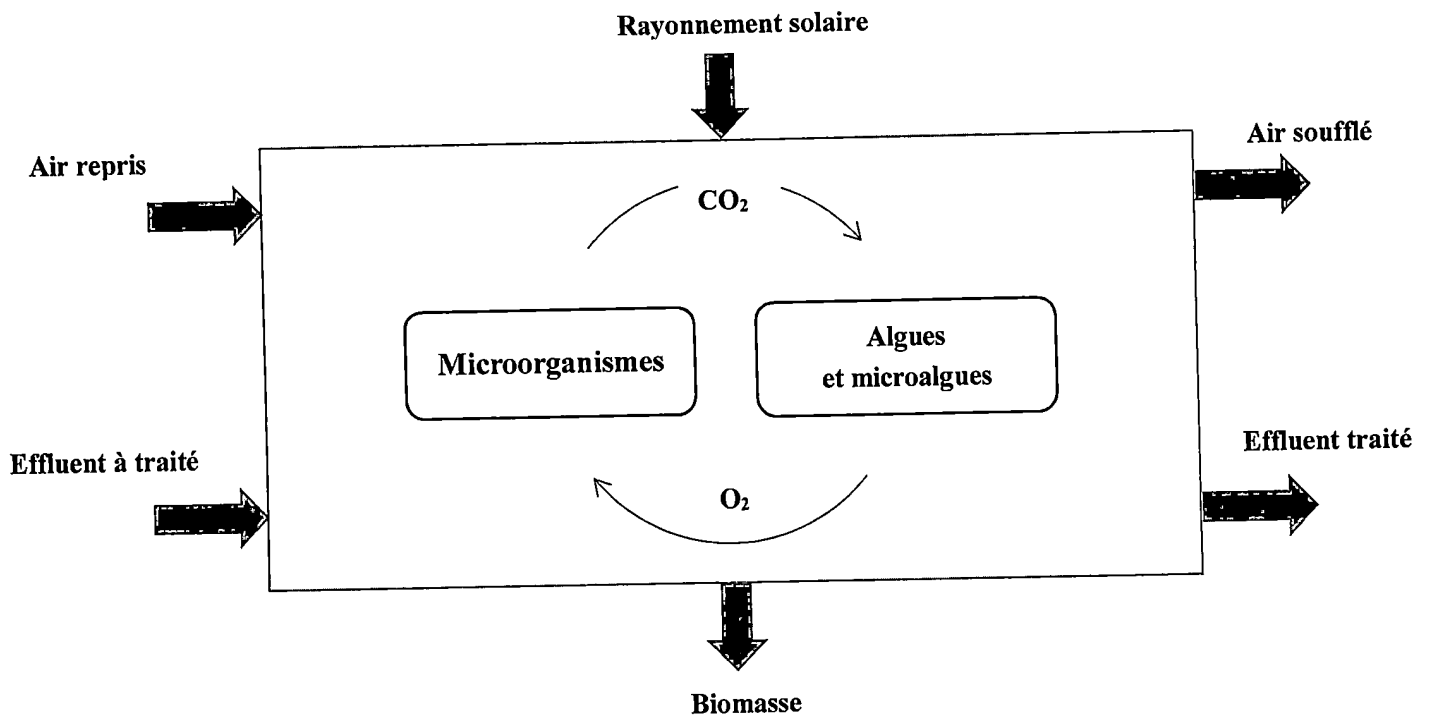 Rayonnement solaire
Air repris
Air soufflé
CO₂
Microorganismes
Algues
et microalgues
Effluent à traité
Effluent traité
O₂
Biomasse